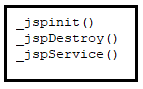 _jspinit()
_jspDestroy()
_jspService()